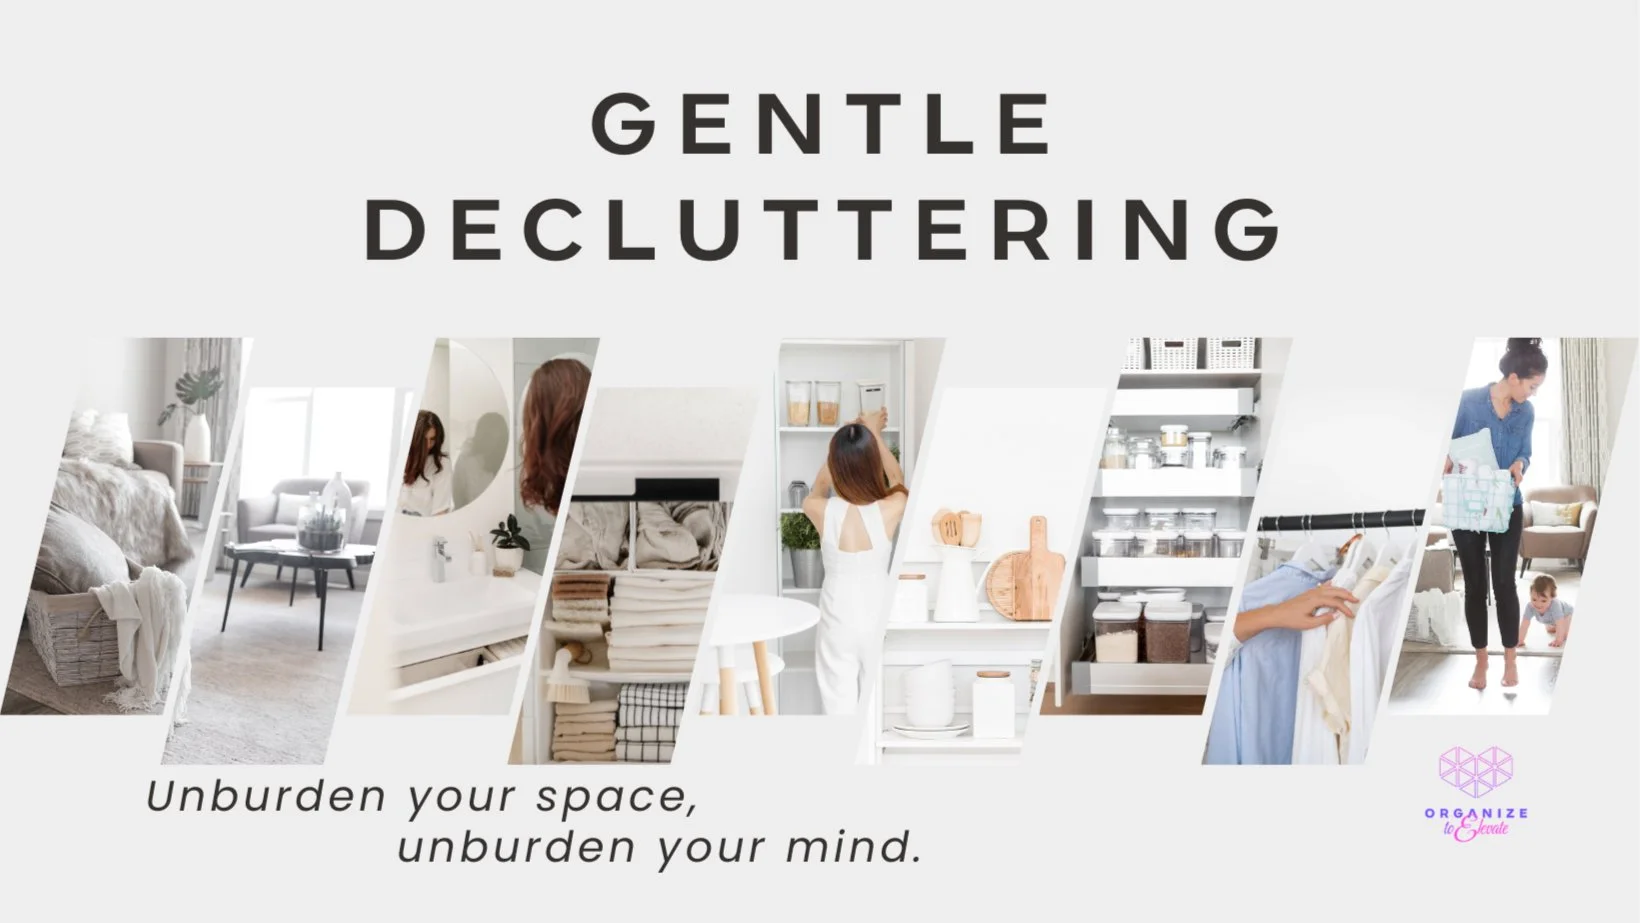 GENTLE
DECLUTTERING
Unburden your space,
unburden your mind.
ORGANIZE
to Elevate